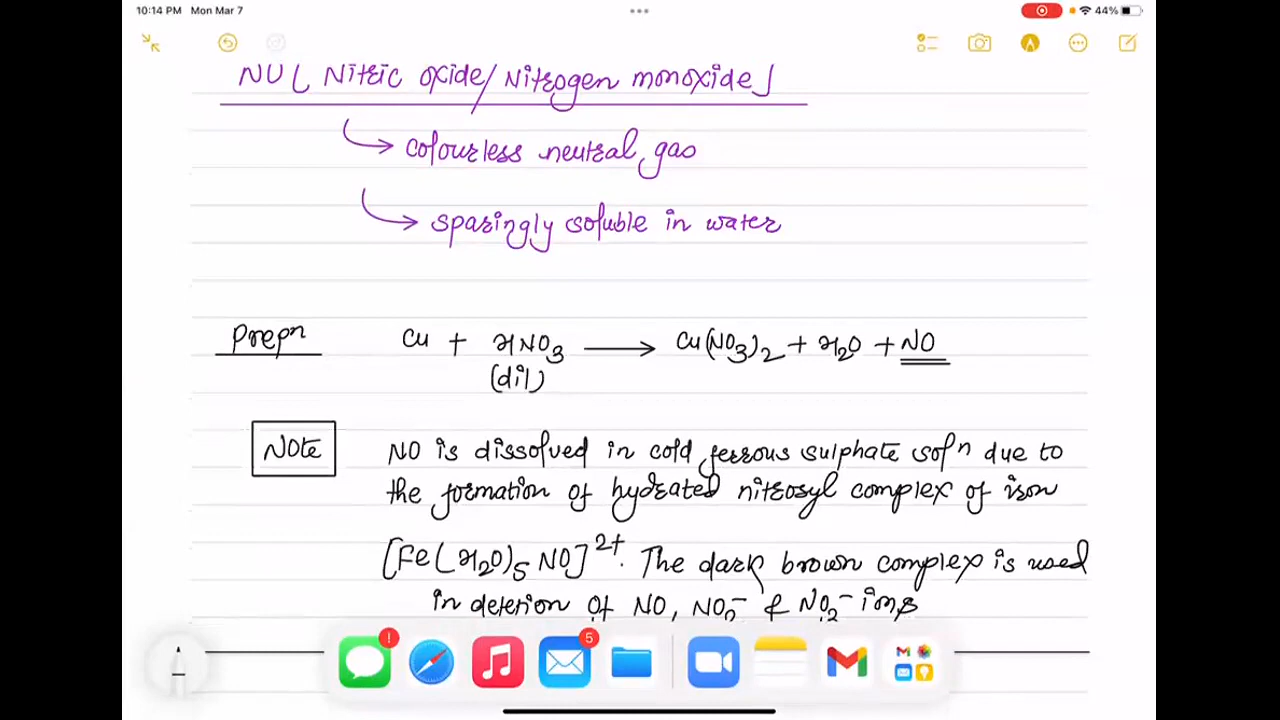 10:14 PM Mon Mar 7
44%
NO [Nitric oxide/Nitrogen monoxide]
colourless neutral gas
sparingly soluble in water
Prepn Cu + HNO3 → Cu(NO3)2 + H2O + NO
(dil)
Note NO is dissolved in cold ferrous sulphate soln due to
the formation of hydrated nitrosyl complex of iron
[Fe(H2O)5 NO]2+. The dark brown complex is used
in detetion of NO, & ions
! 5